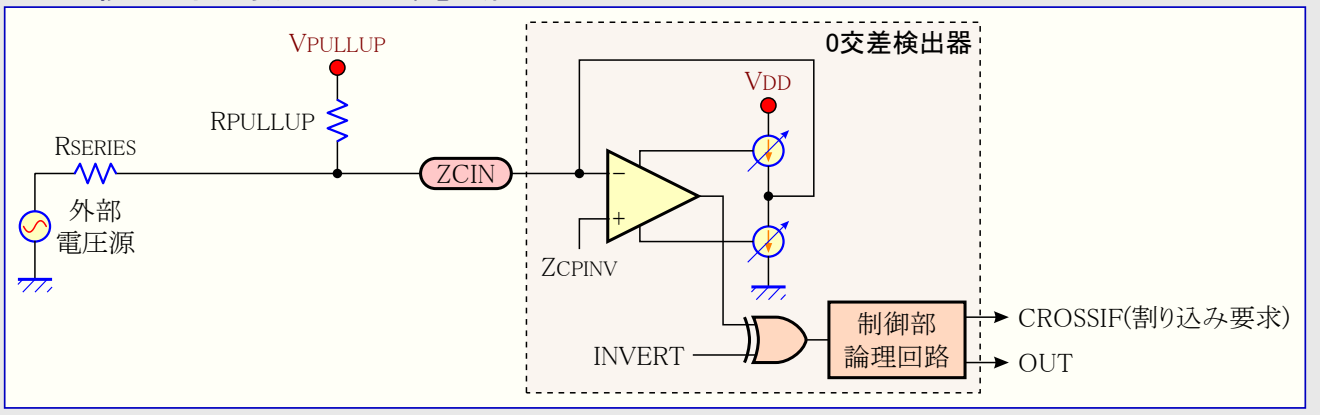 0交差検出器
VPULLUP
VDD
RPULLUP
RSERIES
ZCIN
外部
電圧源
−
+
ZCPINV
INVERT
制御部
論理回路
CROSSIF(割り込み要求)
OUT